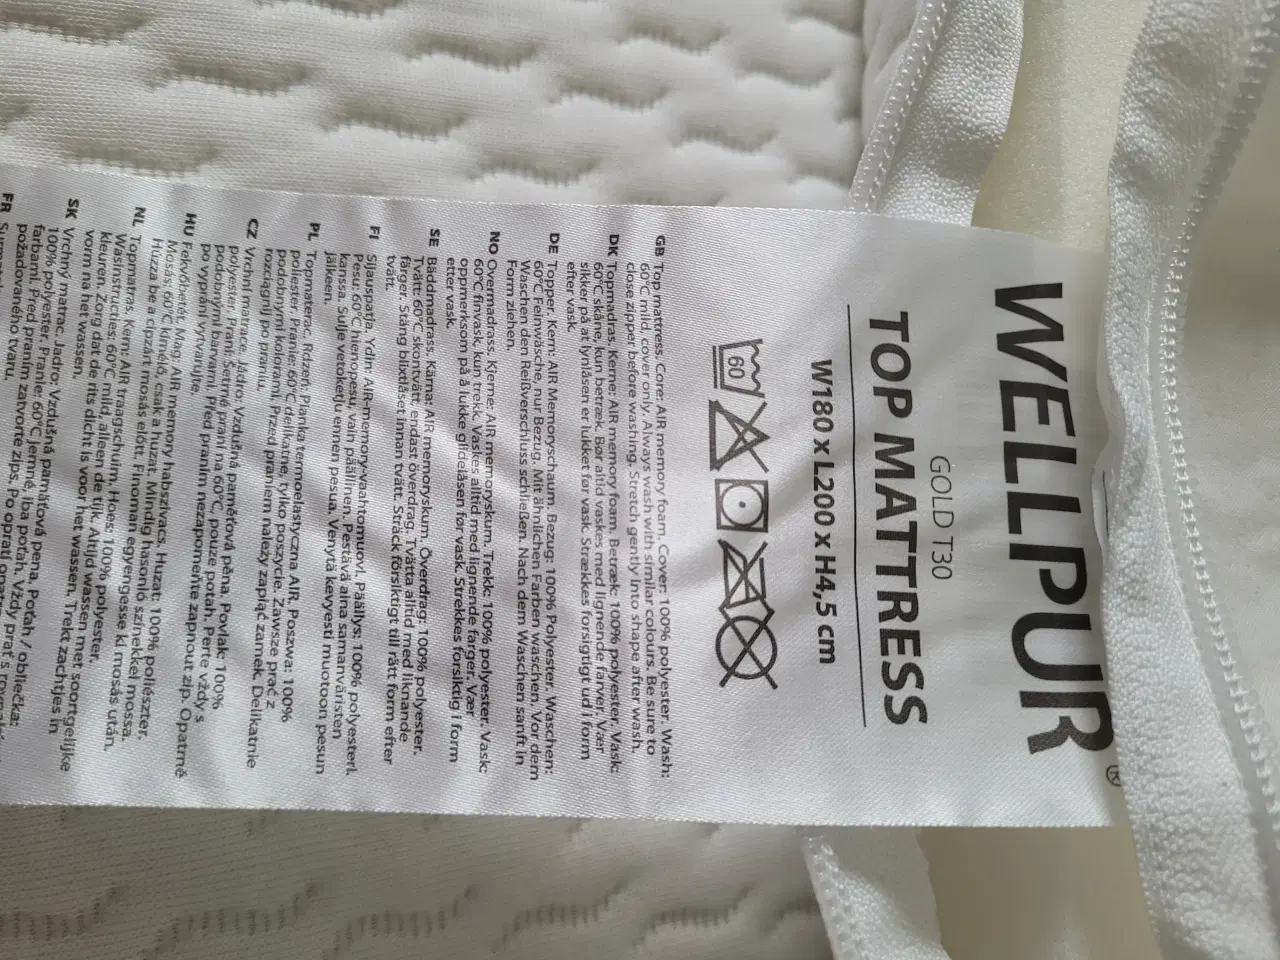 WELLPUR®
GOLD T30
TOP MATTRESS
W180 x L200 x H4,5 cm
60
GB Top mattress. Core: AIR memory foam. Cover: 100% polyester. Wash:
60°C mild, cover only. Always wash with similar colours. Be sure to
close zipper before washing. Stretch gently into shape after wash.
DK Topmadras. Kerne: AIR memory foam. Betræk: 100% polyester. Vask:
60°C skåne, kun betræk. Bør altid vaskes med lignende farver. Vær
sikker på at lynlåsen er lukket før vask. Strækkes forsigtigt ud i form
efter vask.
DE Topper. Kern: AIR Memoryschaum. Bezug: 100% Polyester. Waschen:
60°C Feinwäsche, nur Bezug. Mit ähnlichen Farben waschen. Vor dem
Waschen den Reißverschluss schließen. Nach dem Waschen sanft in
Form ziehen.
NO Overmadrass. Kjerne: AIR memoryskum. Trekk: 100% polyester. Vask:
60°C finvask, kun trekk. Vaskes alltid med lignende farger. Vær
oppmerksom på å lukke glidelåsen før vask. Strekkes forsiktig i form
etter vask.
SE Bäddmadrass. Kärna: AIR memoryskum. Överdrag: 100% polyester.
Tvätt: 60°C skontvätt, endast överdrag. Tvätta alltid med liknande
färger. Stäng blixtlåset innan tvätt. Sträck försiktigt till rätt form efter
tvätt.
FI Sijauspatja. Ydin: AIR-memory-vaahtomuovi. Päällys: 100% polyesteri.
Pesu: 60°C hienopesu, vain päällinen. Pestävä aina samanväristen
kanssa. Sulje vetoketju ennen pesua. Venytä kevyesti muotoon pesun
jälkeen.
PL Topmaterac. Rdzeń: Pianka termoelastyczna AIR. Poszwa: 100%
poliester. Pranie: 60°C delikatne, tylko poszycie. Zawsze prać z
podobnymi kolorami. Przed praniem należy zapiąć zamek. Delikatnie
rozciągnij po praniu.
CZ Vrchní matrace. Jádro: Vzdušná paměťová pěna. Povlak: 100%
polyester. Praní: Šetrné praní na 60°C, pouze potah. Perte vždy s
podobnými barvami. Před praním nezapomeňte zapnout zip. Opatrně
po vyprání vytvarujte.
HU Fekvőbetét. Mag: AIR memory habszivacs. Huzat: 100% poliészter.
Mosás: 60°C kímélő, csak a huzat. Mindig hasonló színekkel mossa.
Húzza be a cipzárt mosás előtt. Finoman egyengesse ki mosás után.
NL Topmatras. Kern: AIR traagschuim. Hoes: 100% polyester.
Wasinstructies: 60°C mild, alleen de tijk. Altijd wassen met soortgelijke
kleuren. Zorg dat de rits dicht is voor het wassen. Trekt zachtjes in
vorm na het wassen.
SK Vrchný matrac. Jadro: Vzdušná pamäťová pena. Poťah / obliečka:
100% polyester. Pranie: 60°C jemné, iba poťah. Vždy prať s
farbami. Pred praním zatvorte zips. Po opratí
požadovaného tvaru.
FR